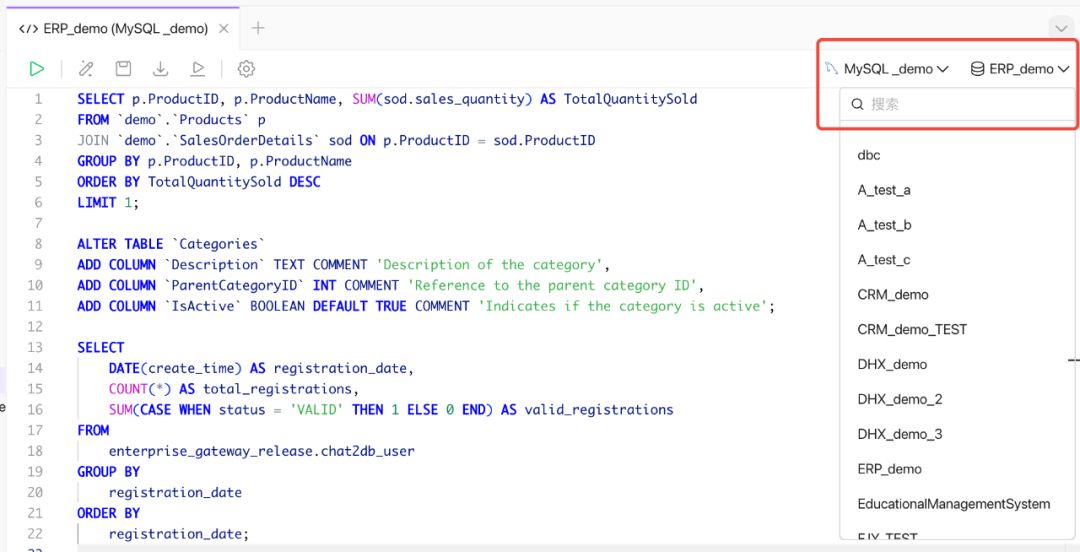 </> ERP_demo (MySQL _demo) × +
MySQL _demo ERP_demo
搜索
1 SELECT p.ProductID, p.ProductName, SUM(sod.sales_quantity) AS TotalQuantitySold
2 FROM `demo`.`Products` p
3 JOIN `demo`.`SalesOrderDetails` sod ON p.ProductID = sod.ProductID
4 GROUP BY p.ProductID, p.ProductName
5 ORDER BY TotalQuantitySold DESC
6 LIMIT 1;
7
8 ALTER TABLE `Categories`
9 ADD COLUMN `Description` TEXT COMMENT 'Description of the category',
10 ADD COLUMN `ParentCategoryID` INT COMMENT 'Reference to the parent category ID',
11 ADD COLUMN `IsActive` BOOLEAN DEFAULT TRUE COMMENT 'Indicates if the category is active';
12
13 SELECT
14 DATE(create_time) AS registration_date,
15 COUNT(*) AS total_registrations,
16 SUM(CASE WHEN status = 'VALID' THEN 1 ELSE 0 END) AS valid_registrations
17 FROM
18 enterprise_gateway_release.chat2db_user
19 GROUP BY
20 registration_date
21 ORDER BY
22 registration_date;
dbc
A_test_a
A_test_b
A_test_c
CRM_demo
CRM_demo_TEST
DHX_demo
DHX_demo_2
DHX_demo_3
ERP_demo
EducationalManagementSystem